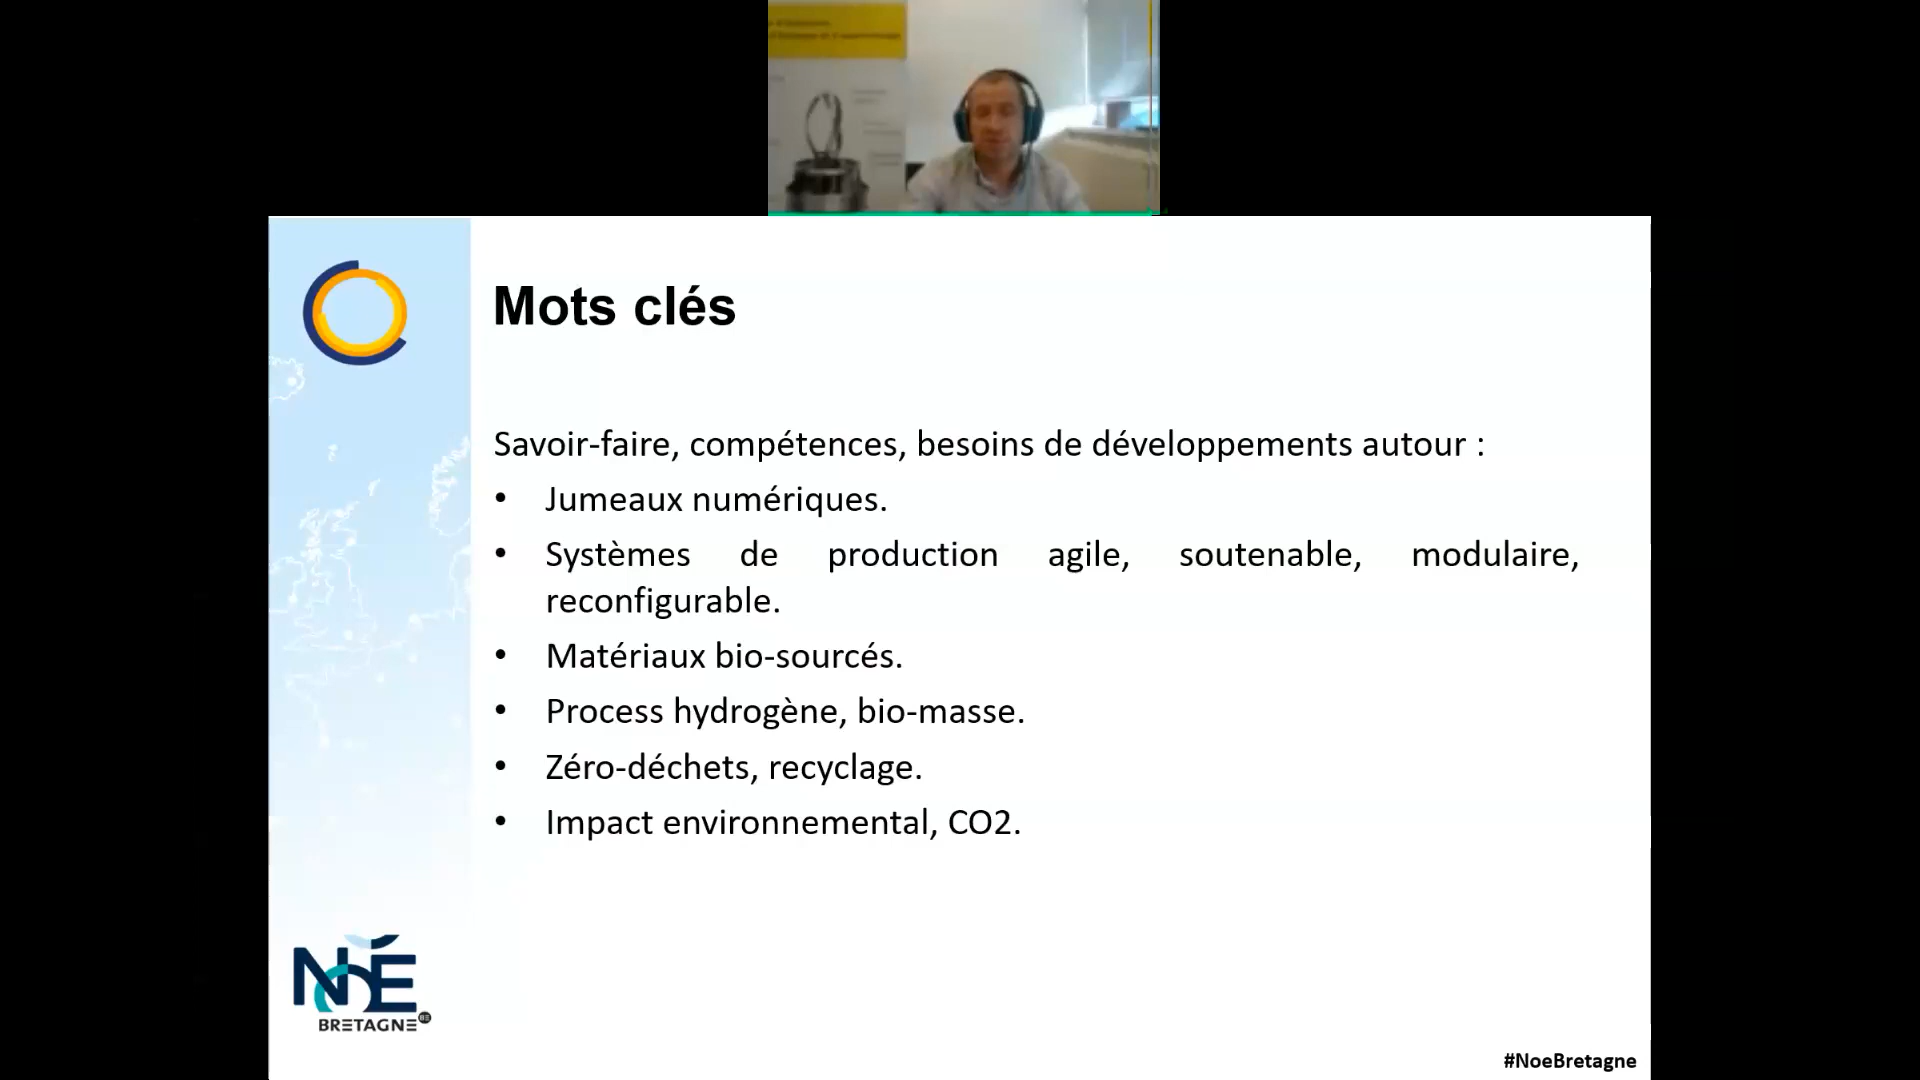 Mots clés
Savoir-faire, compétences, besoins de développements autour :
• Jumeaux numériques.
• Systèmes de production agile, soutenable, modulaire,
reconfigurable.
• Matériaux bio-sourcés.
• Process hydrogène, bio-masse.
• Zéro-déchets, recyclage.
• Impact environnemental, CO2.
NOÉ
BRETAGNE
#NoeBretagne